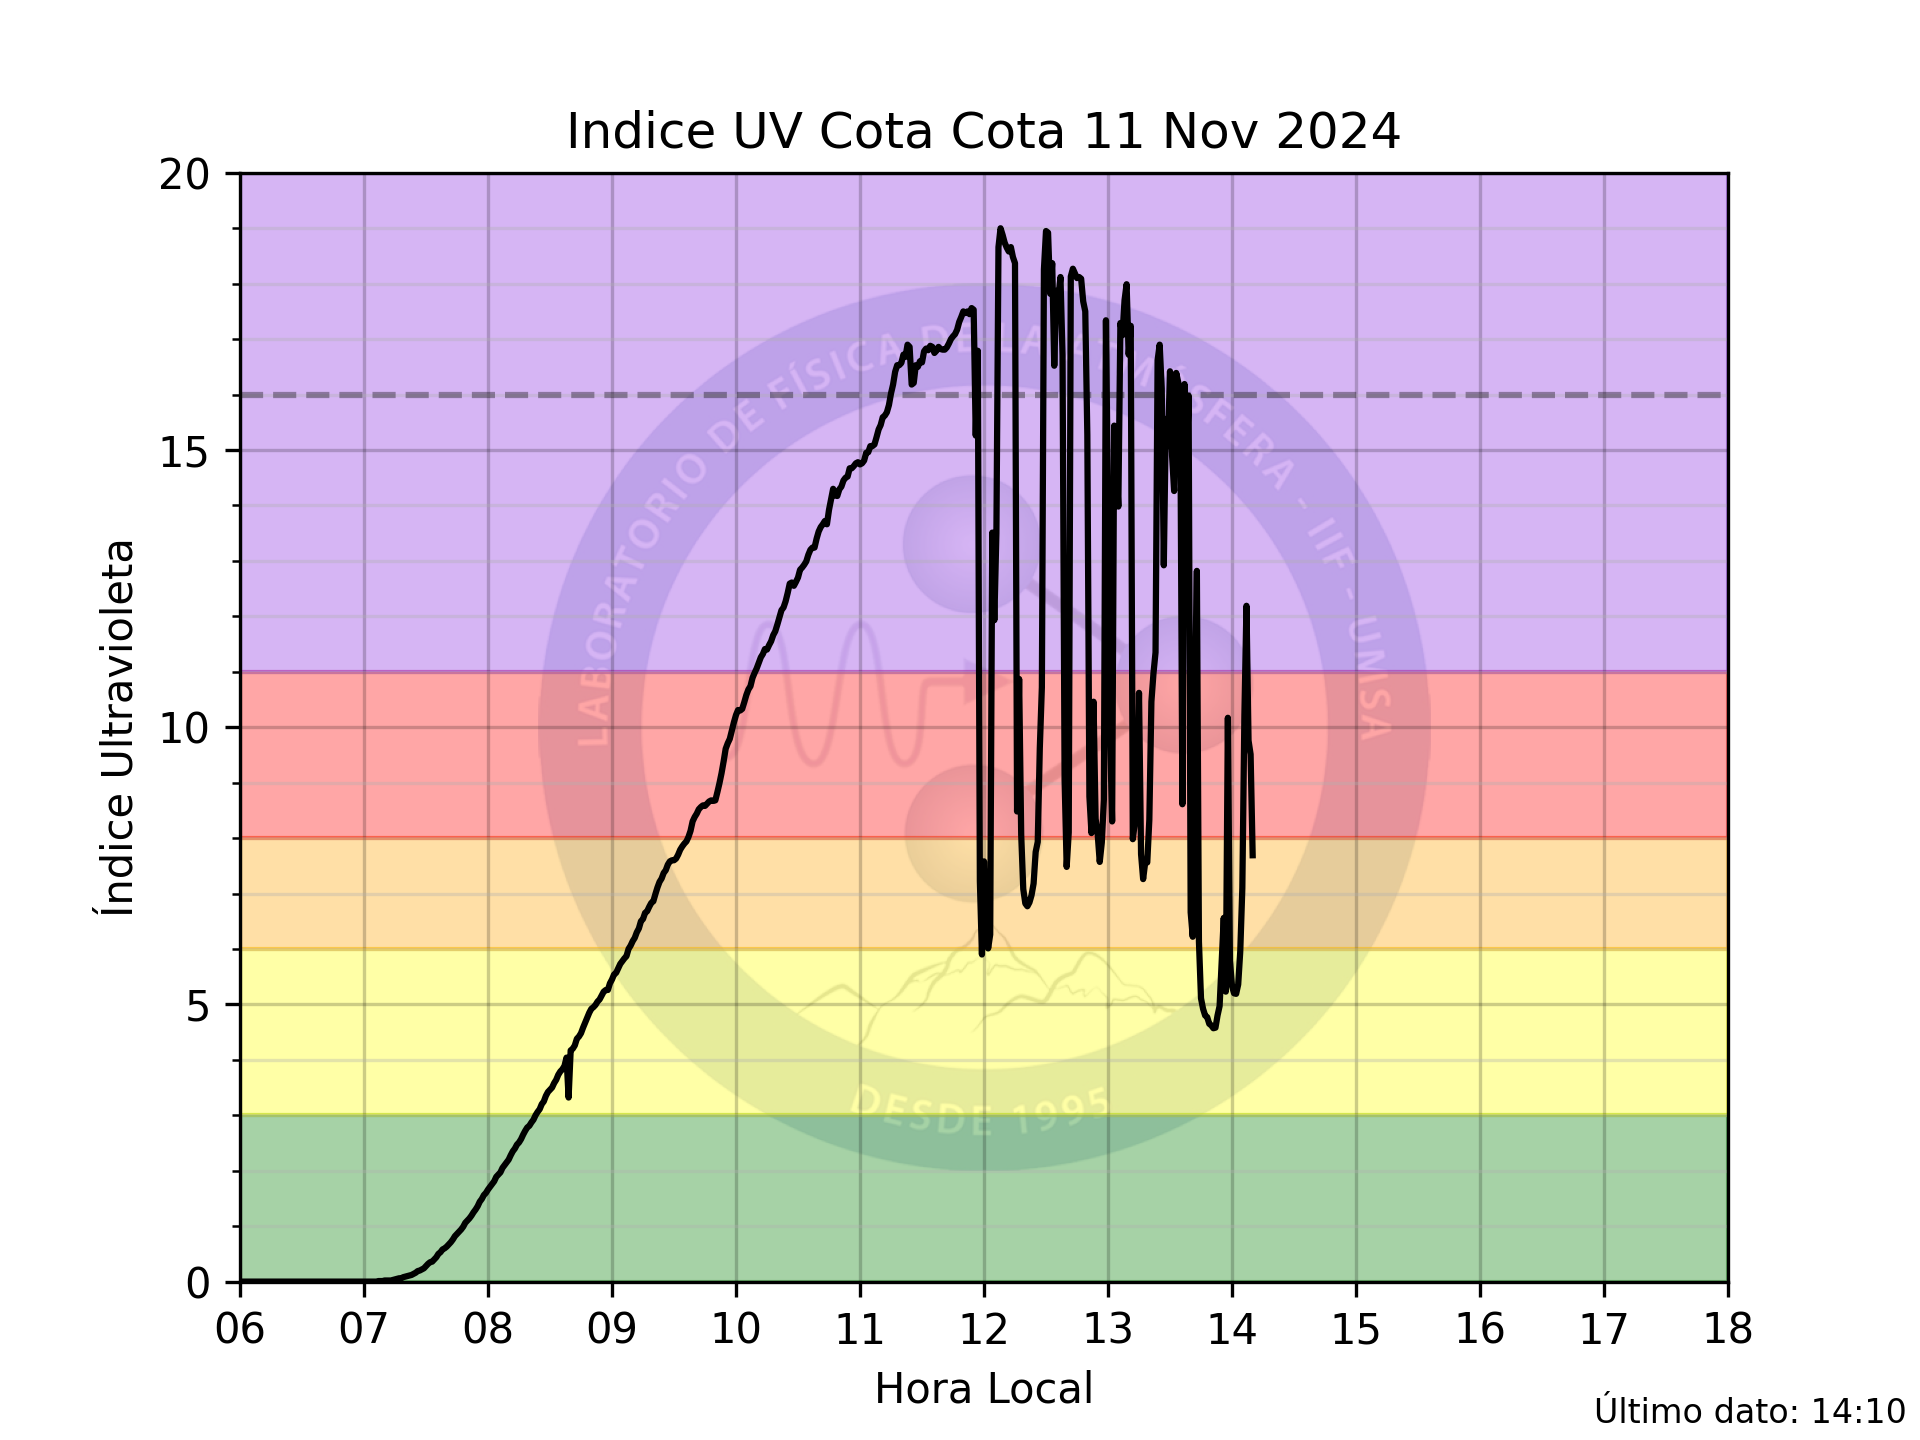 Indice UV Cota Cota 11 Nov 2024
20
15
10
5
0
Índice Ultravioleta
LABORATORIO DE FÍSICA DE LA ATMÓSFERA - IIF - UMSA
DESDE 1995
06 07 08 09 10 11 12 13 14 15 16 17 18
Hora Local
Último dato: 14:10